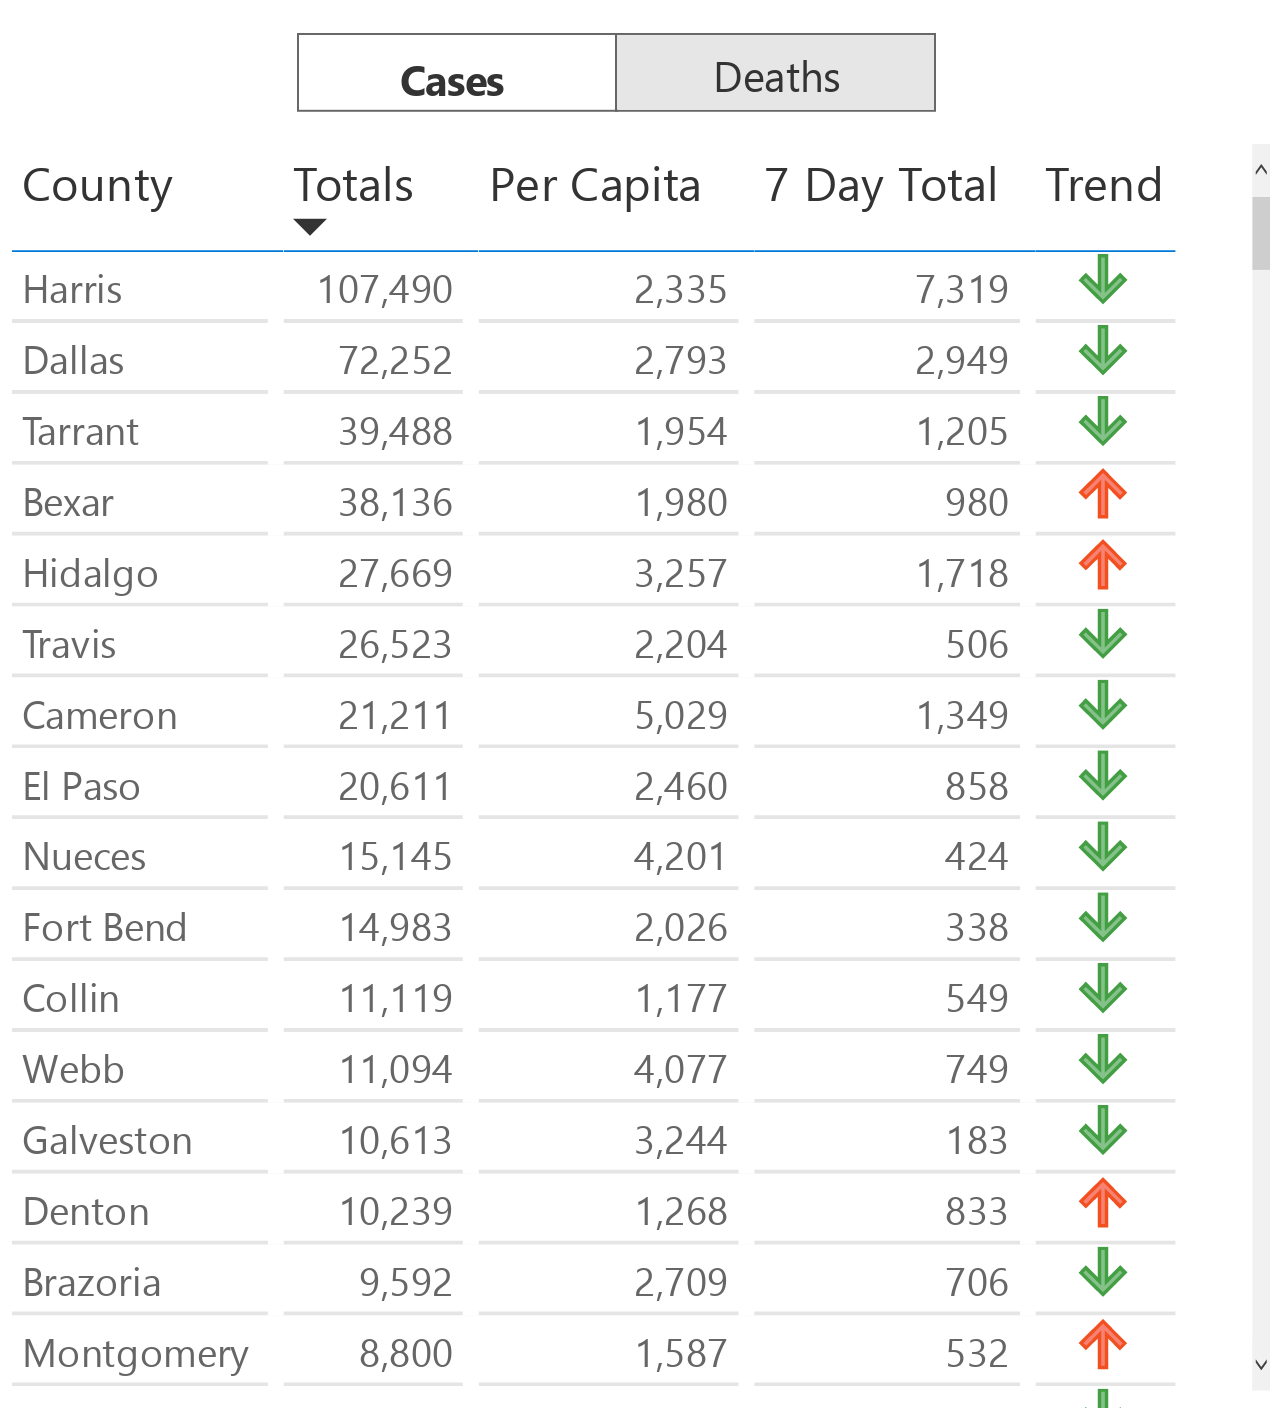 Cases Deaths
County Totals Per Capita 7 Day Total Trend
Harris 107,490 2,335 7,319
Dallas 72,252 2,793 2,949
Tarrant 39,488 1,954 1,205
Bexar 38,136 1,980 980
Hidalgo 27,669 3,257 1,718
Travis 26,523 2,204 506
Cameron 21,211 5,029 1,349
El Paso 20,611 2,460 858
Nueces 15,145 4,201 424
Fort Bend 14,983 2,026 338
Collin 11,119 1,177 549
Webb 11,094 4,077 749
Galveston 10,613 3,244 183
Denton 10,239 1,268 833
Brazoria 9,592 2,709 706
Montgomery 8,800 1,587 532